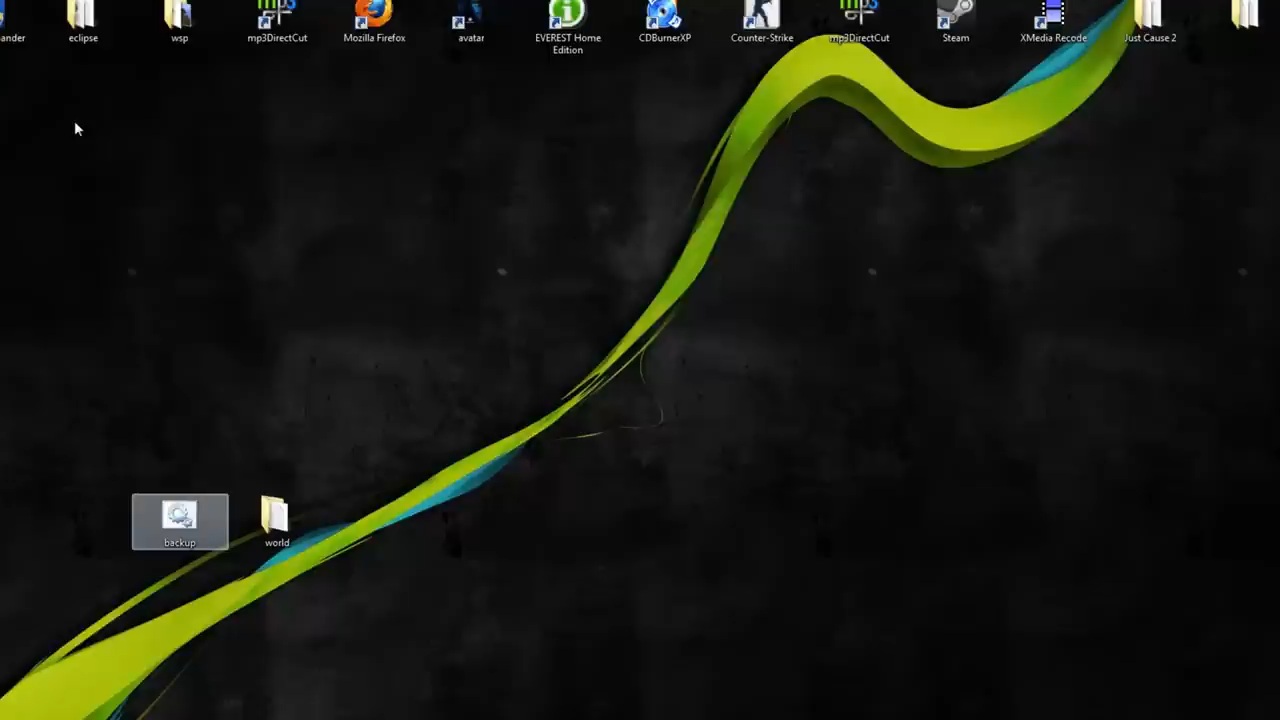 ander
eclipse
wsp
mp3DirectCut
Mozilla Firefox
avatar
EVEREST Home
Edition
CDBurnerXP
Counter-Strike
mp3DirectCut
Steam
XMedia Recode
Just Cause 2
backup
world